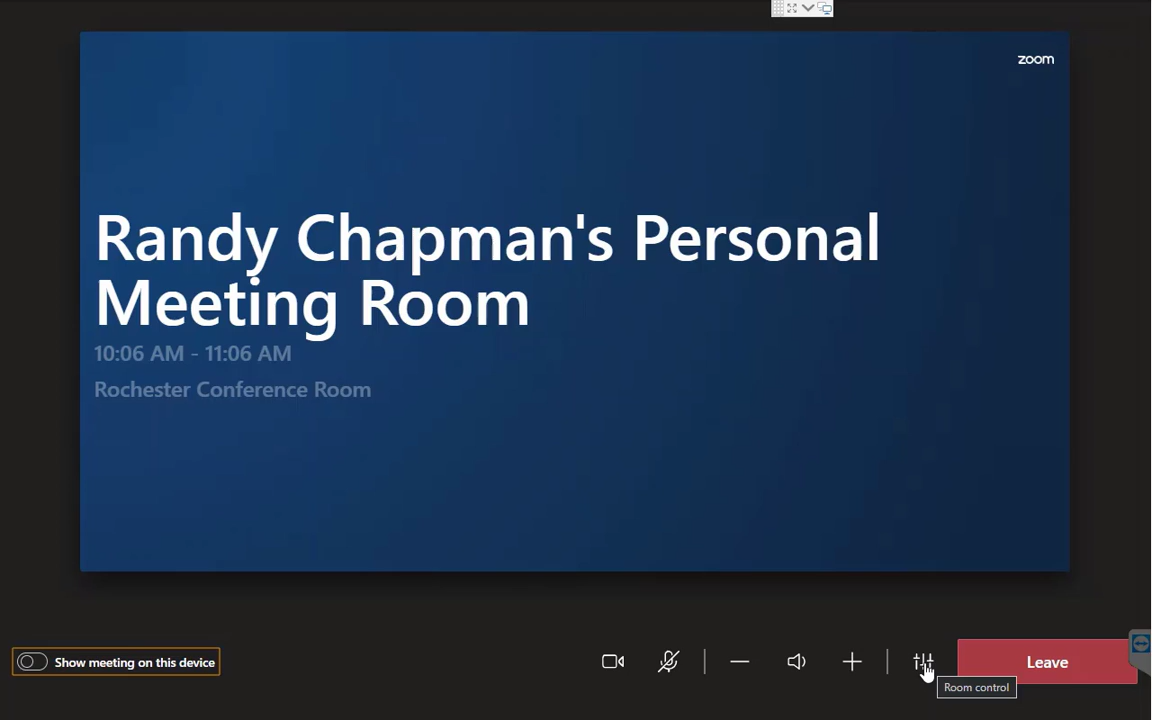 zoom
Randy Chapman's Personal
Meeting Room
10:06 AM - 11:06 AM
Rochester Conference Room
Show meeting on this device
Leave
Room control